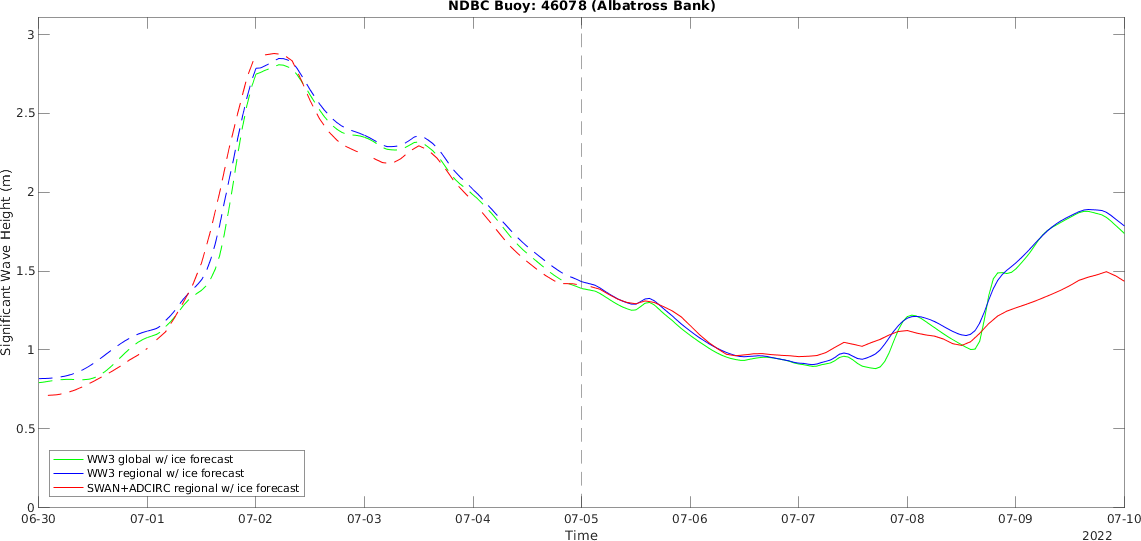 NDBC Buoy: 46078 (Albatross Bank)
3
2.5
2
1.5
1
0.5
0
Significant Wave Height (m)
WW3 global w/ ice forecast
WW3 regional w/ ice forecast
SWAN+ADCIRC regional w/ ice forecast
06-30 07-01 07-02 07-03 07-04 07-05 07-06 07-07 07-08 07-09 07-10
Time
2022